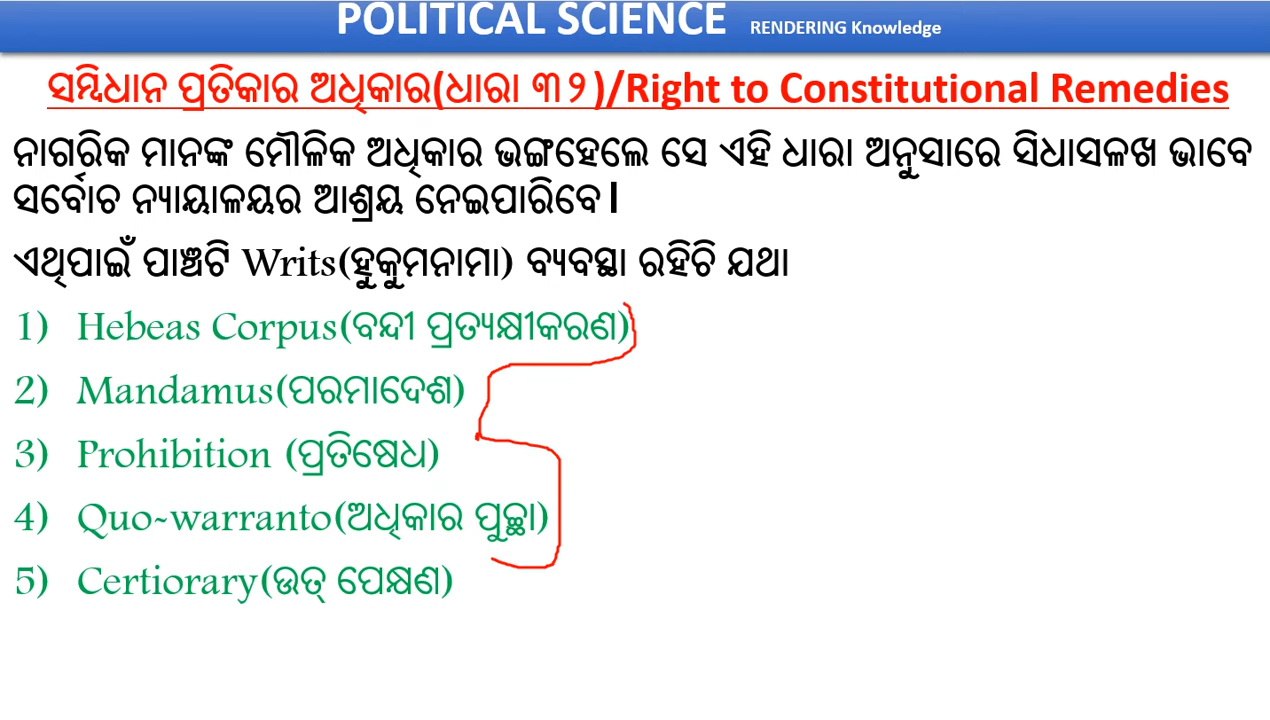 POLITICAL SCIENCE RENDERING Knowledge
ସମ୍ବିଧାନ ପ୍ରତିକାର ଅଧିକାର(ଧାରା ୩୨)/Right to Constitutional Remedies
ନାଗରିକ ମାନଙ୍କ ମୌଳିକ ଅଧିକାର ଭଙ୍ଗହେଲେ ସେ ଏହି ଧାରା ଅନୁସାରେ ସିଧାସଳଖ ଭାବେ
ସର୍ବୋଚ ନ୍ୟାୟାଳୟର ଆଶ୍ରୟ ନେଇପାରିବେ।
ଏଥିପାଇଁ ପାଞ୍ଚଟି Writs(ହୁକୁମନାମା) ବ୍ୟବସ୍ଥା ରହିଚି ଯଥା
1) Hebeas Corpus(ବନ୍ଦୀ ପ୍ରତ୍ୟକ୍ଷୀକରଣ)
2) Mandamus(ପରମାଦେଶ)
3) Prohibition (ପ୍ରତିଷେଧ)
4) Quo-warranto(ଅଧିକାର ପୁଚ୍ଛା)
5) Certiorary(ଉତ୍ ପେକ୍ଷଣ)